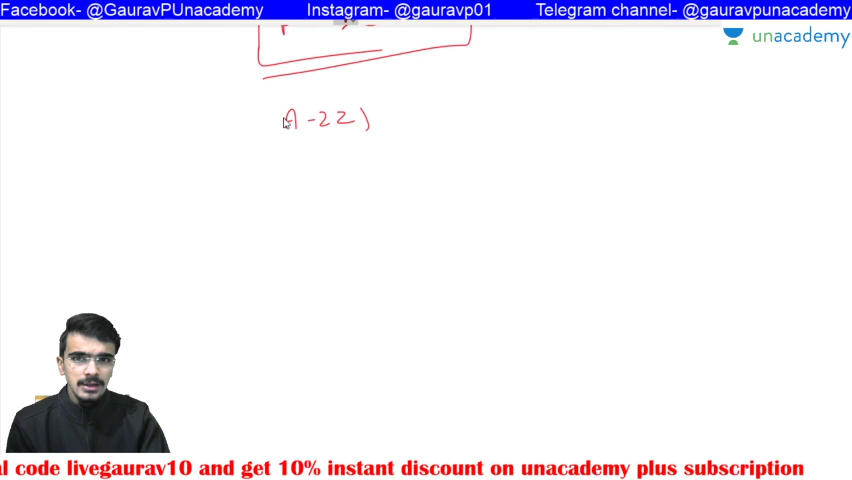 Facebook- @GauravPUnacademy Instagram- @gauravp01 Telegram channel- @gauravpunacademy
unacademy
A-22)
al code livegaurav10 and get 10% instant discount on unacademy plus subscription